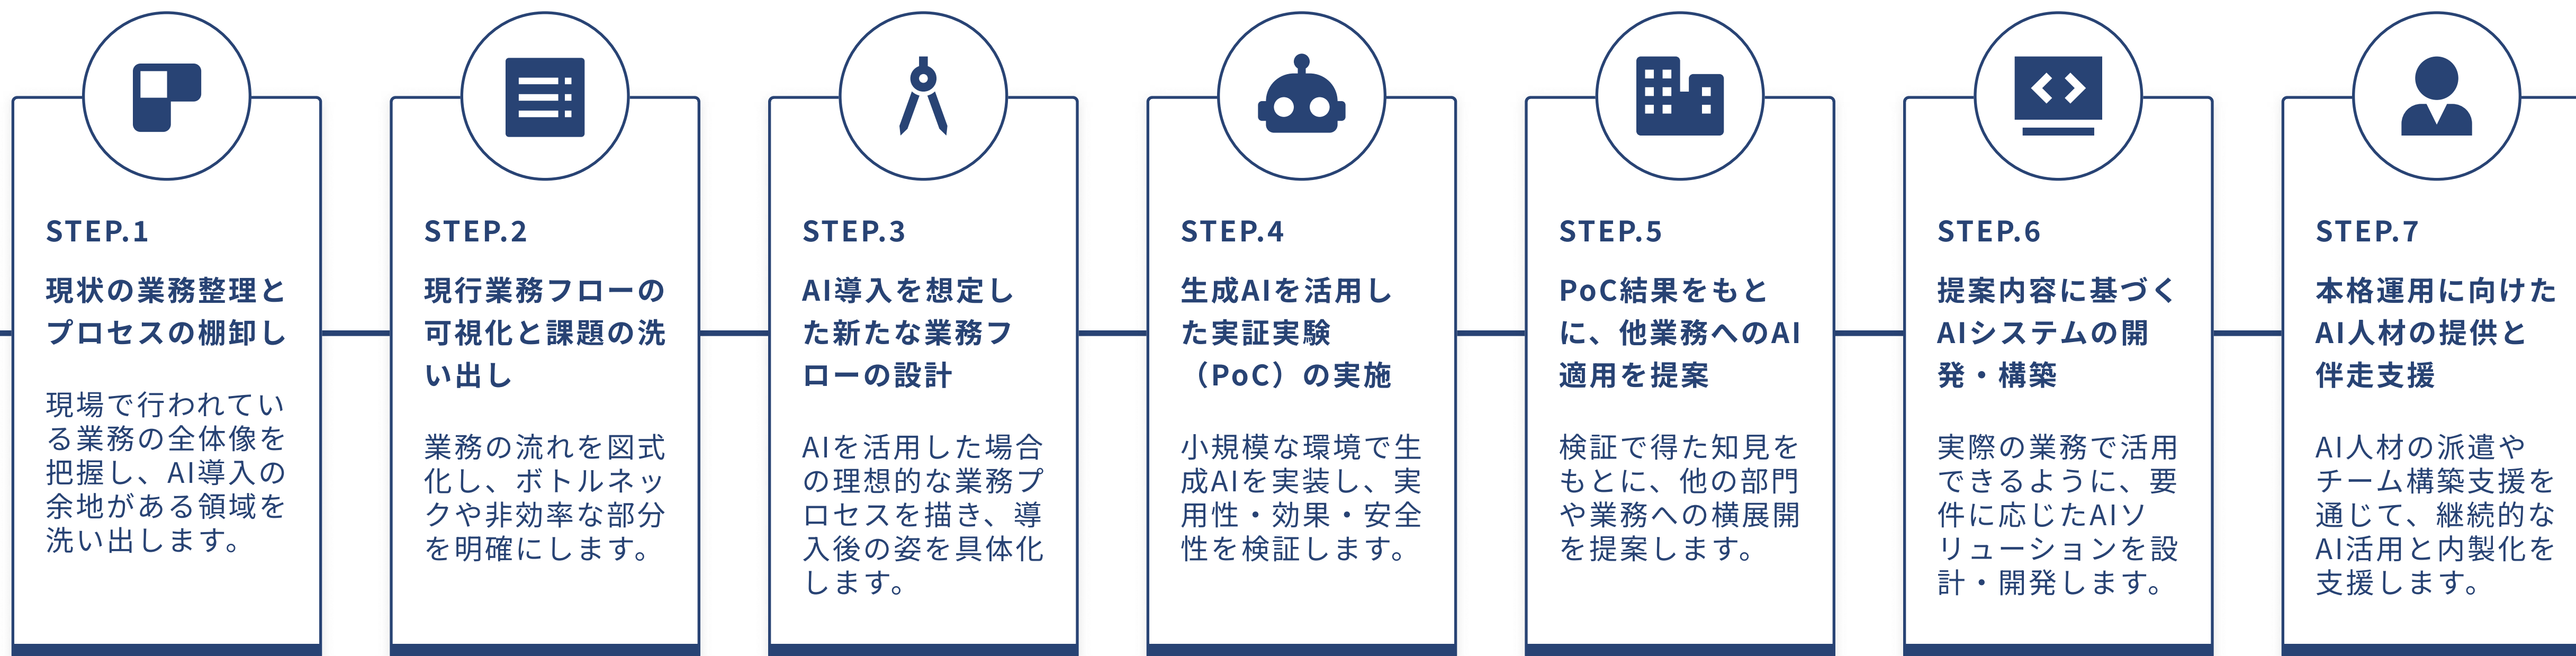 STEP.1
現状の業務整理と
プロセスの棚卸し
現場で行われてい
る業務の全体像を
把握し、AI導入の
余地がある領域を
洗い出します。
STEP.2
現行業務フローの
可視化と課題の洗
い出し
業務の流れを図式
化し、ボトルネッ
クや非効率な部分
を明確にします。
STEP.3
AI導入を想定し
た新たな業務フ
ローの設計
AIを活用した場合
の理想的な業務プ
ロセスを描き、導
入後の姿を具体化
します。
STEP.4
生成AIを活用し
た実証実験
（PoC）の実施
小規模な環境で生
成AIを実装し、実
用性・効果・安全
性を検証します。
STEP.5
PoC結果をもと
に、他業務へのAI
適用を提案
検証で得た知見を
もとに、他の部門
や業務への横展開
を提案します。
STEP.6
提案内容に基づく
AIシステムの開
発・構築
実際の業務で活用
できるように、要
件に応じたAIソ
リューションを設
計・開発します。
STEP.7
本格運用に向けた
AI人材の提供と
伴走支援
AI人材の派遣や
チーム構築支援を
通じて、継続的な
AI活用と内製化を
支援します。